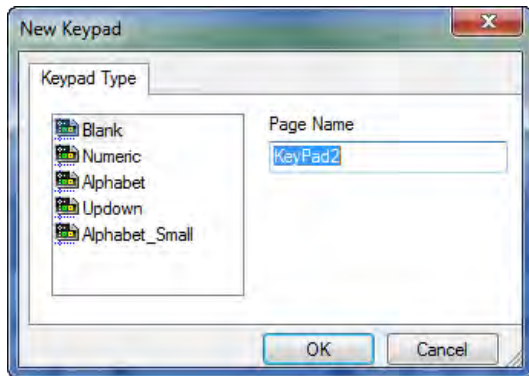 New Keypad
Keypad Type
Blank
Numeric
Alphabet
Updown
Alphabet_Small
Page Name
KeyPad2
OK
Cancel